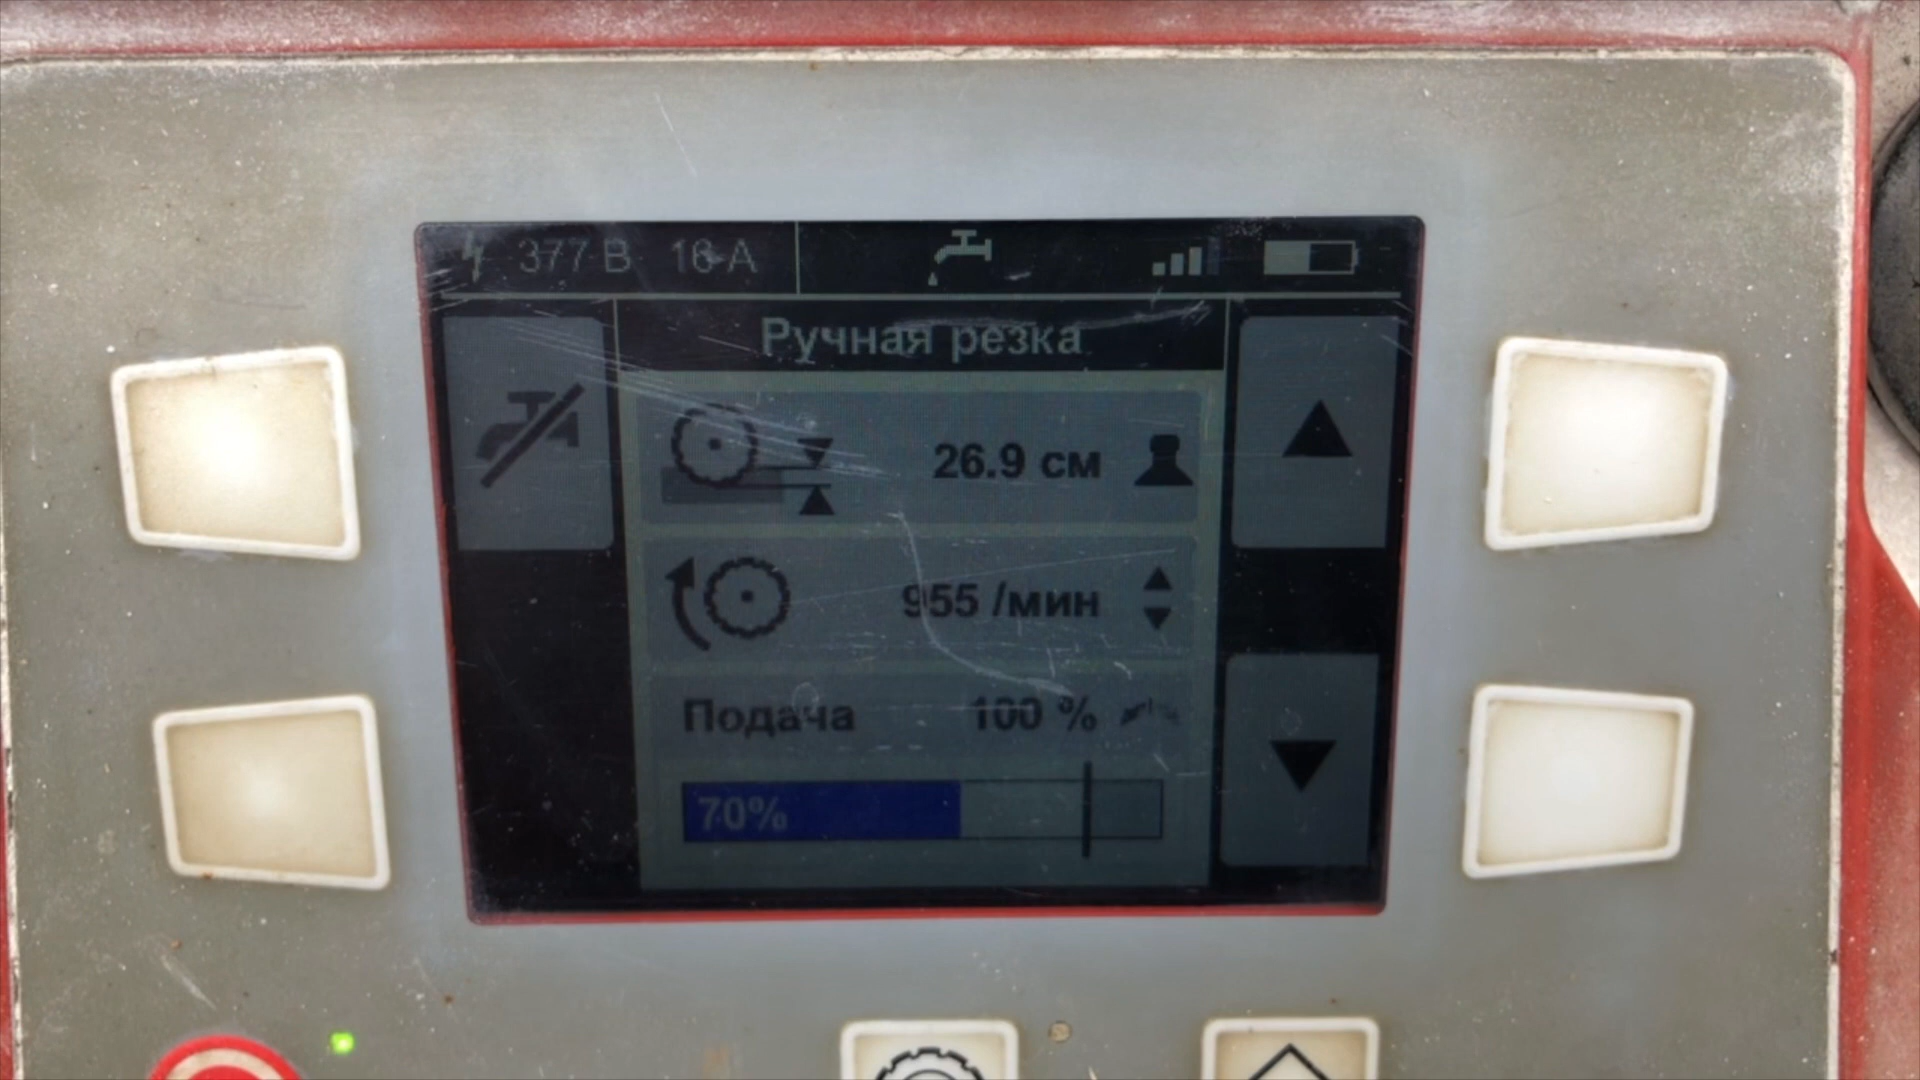 377 В 16 А
Ручная резка
26.9 см
955 /мин
Подача 100 %
70%